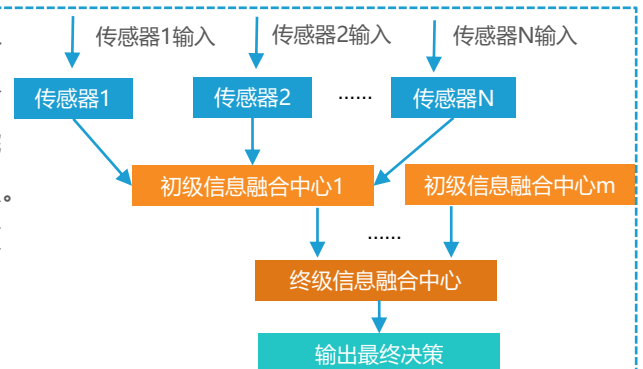 传感器1输入 传感器2输入 传感器N输入
传感器1 传感器2 …… 传感器N
初级信息融合中心1 初级信息融合中心m
……
终级信息融合中心
输出最终决策